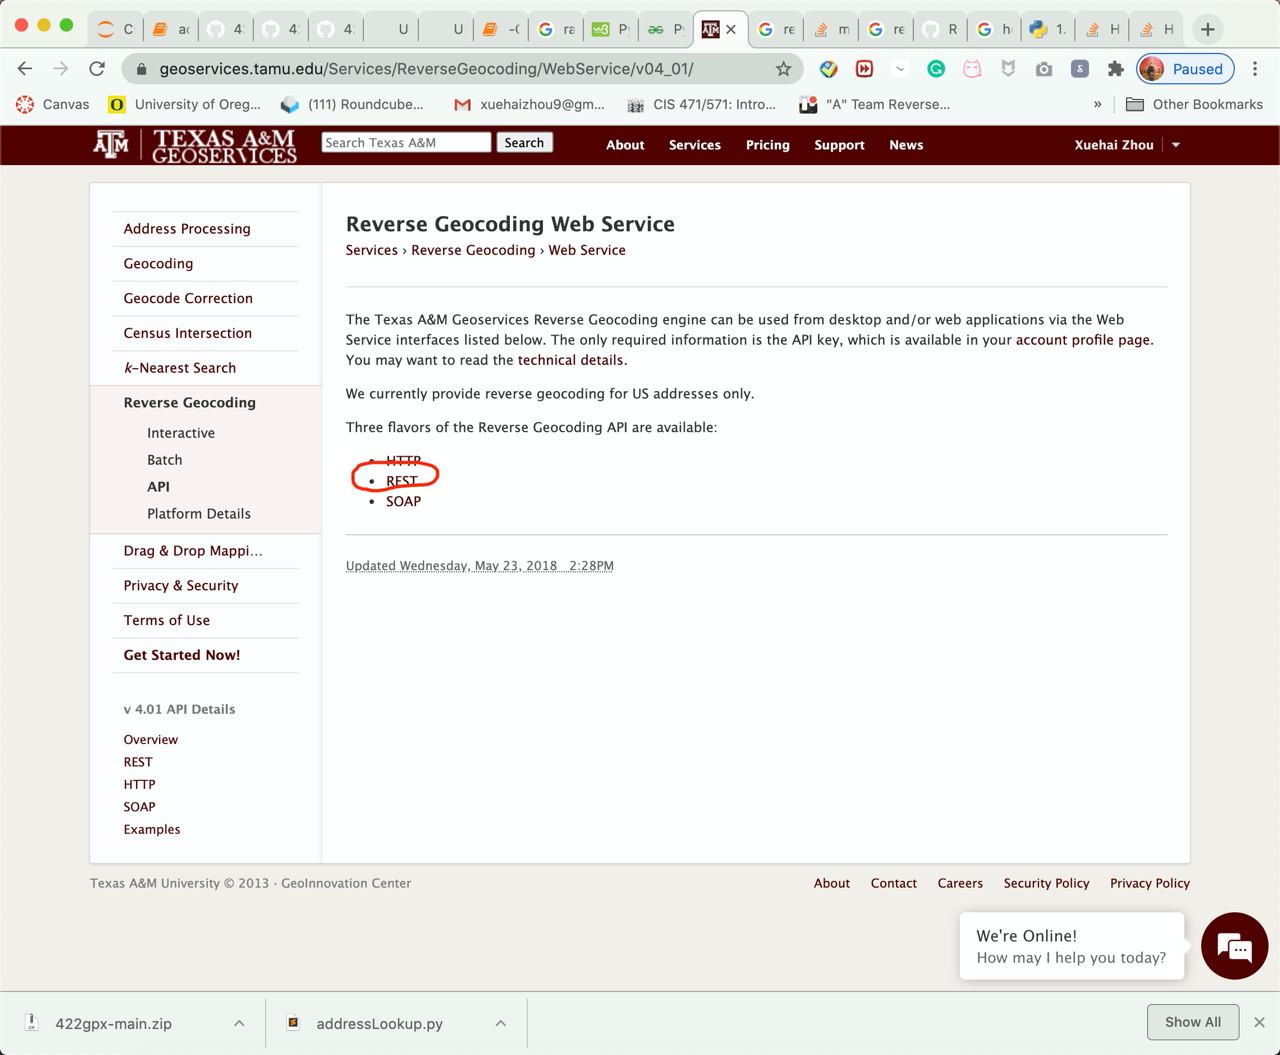 C
ac
4:
4:
4:
U
U
-(
ra
P
P
re
m
re
R
h
1.
H
H
geoservices.tamu.edu/Services/ReverseGeocoding/WebService/v04_01/
Paused
Canvas
University of Oreg...
(111) Roundcube...
xuehaizhou9@gm...
CIS 471/571: Intro...
"A" Team Reverse...
»
Other Bookmarks
TEXAS A&M
GEOSERVICES
Search Texas A&M
Search
About
Services
Pricing
Support
News
Xuehai Zhou
Address Processing
Geocoding
Geocode Correction
Census Intersection
k-Nearest Search
Reverse Geocoding
Interactive
Batch
API
Platform Details
Drag & Drop Mappi...
Privacy & Security
Terms of Use
Get Started Now!
v 4.01 API Details
Overview
REST
HTTP
SOAP
Examples
Reverse Geocoding Web Service
Services › Reverse Geocoding › Web Service
The Texas A&M Geoservices Reverse Geocoding engine can be used from desktop and/or web applications via the Web
Service interfaces listed below. The only required information is the API key, which is available in your account profile page.
You may want to read the technical details.
We currently provide reverse geocoding for US addresses only.
Three flavors of the Reverse Geocoding API are available:
• HTTP
• REST
• SOAP
Updated Wednesday, May 23, 2018 2:28PM
Texas A&M University © 2013 · GeoInnovation Center
About
Contact
Careers
Security Policy
Privacy Policy
We're Online!
How may I help you today?
422gpx-main.zip
addressLookup.py
Show All